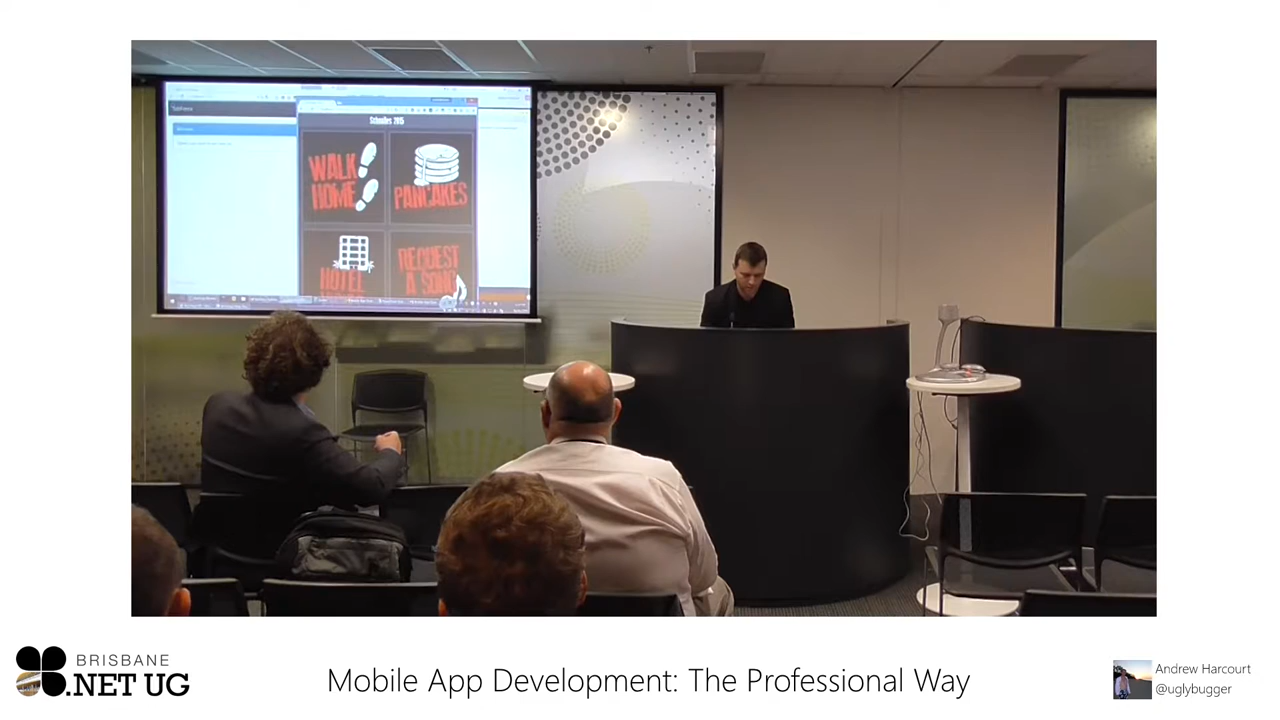 Schoolies 2015
WALK
HOME
PANCAKES
HOTEL
REQUEST
A SONG
BRISBANE
.NET UG
Mobile App Development: The Professional Way
Andrew Harcourt
@uglybugger